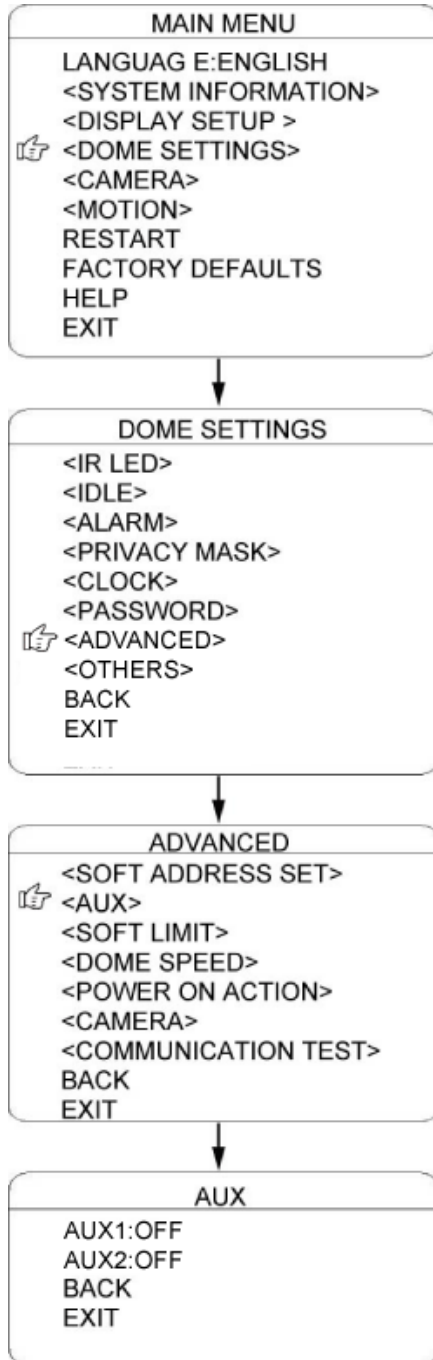 MAIN MENU
LANGUAG E:ENGLISH
<SYSTEM INFORMATION>
<DISPLAY SETUP >
<DOME SETTINGS>
<CAMERA>
<MOTION>
RESTART
FACTORY DEFAULTS
HELP
EXIT
DOME SETTINGS
<IR LED>
<IDLE>
<ALARM>
<PRIVACY MASK>
<CLOCK>
<PASSWORD>
<ADVANCED>
<OTHERS>
BACK
EXIT
ADVANCED
<SOFT ADDRESS SET>
<AUX>
<SOFT LIMIT>
<DOME SPEED>
<POWER ON ACTION>
<CAMERA>
<COMMUNICATION TEST>
BACK
EXIT
AUX
AUX1:OFF
AUX2:OFF
BACK
EXIT